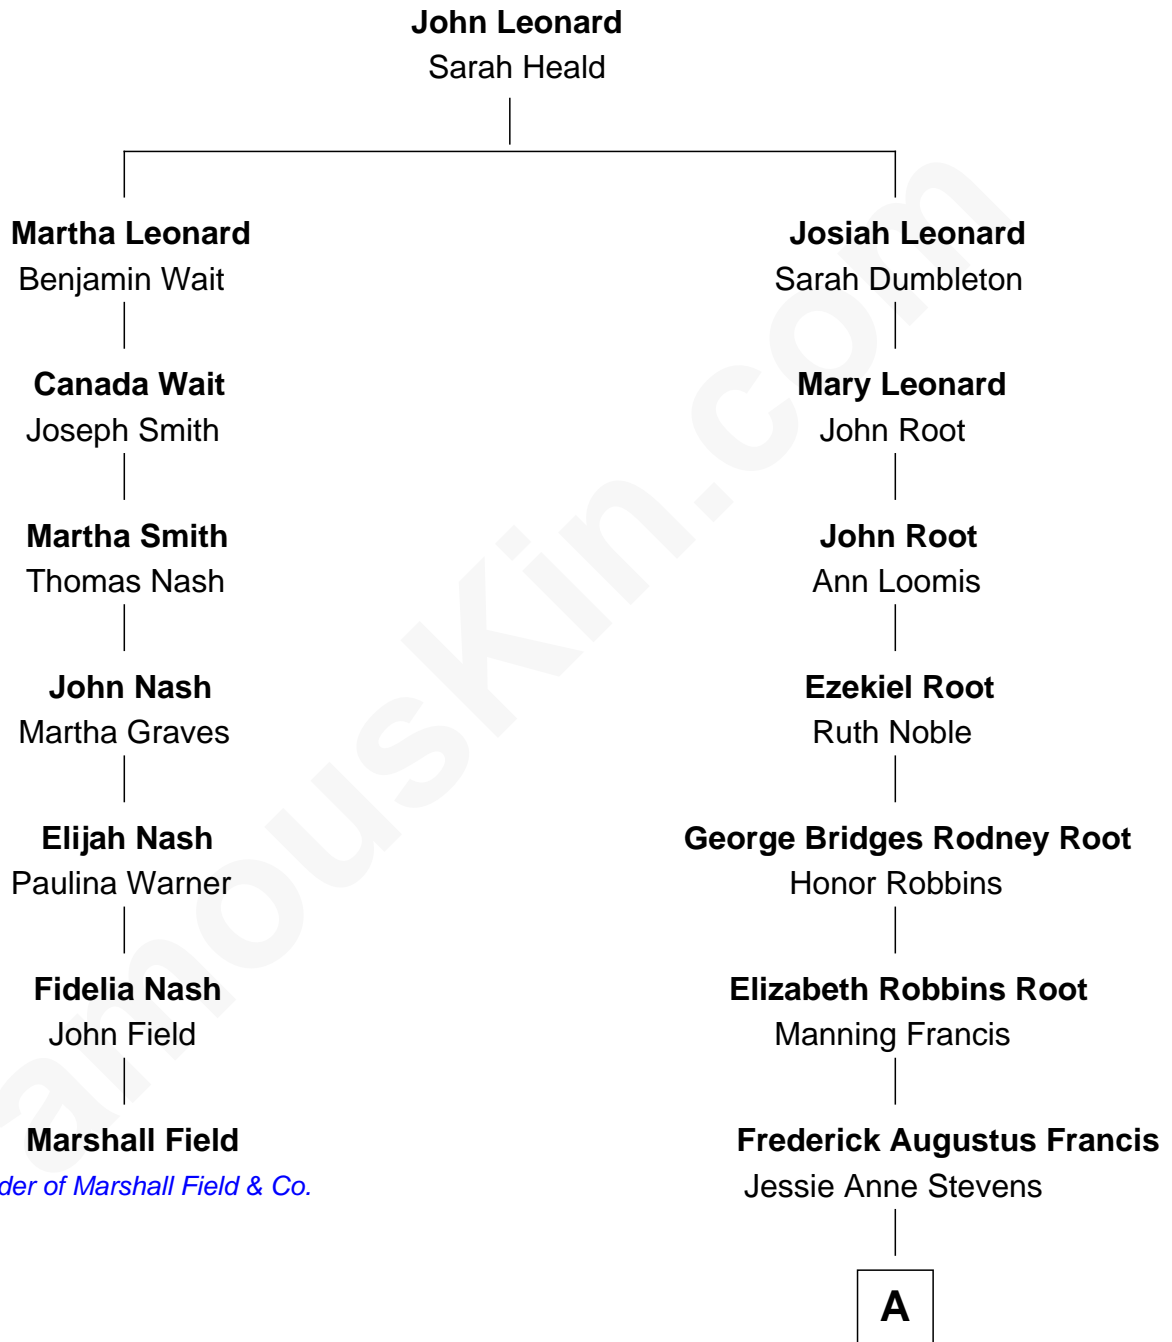 John Leonard
Sarah Heald
Martha Leonard
Benjamin Wait
Josiah Leonard
Sarah Dumbleton
Canada Wait
Joseph Smith
Mary Leonard
John Root
Martha Smith
Thomas Nash
John Root
Ann Loomis
John Nash
Martha Graves
Ezekiel Root
Ruth Noble
Elijah Nash
Paulina Warner
George Bridges Rodney Root
Honor Robbins
Fidelia Nash
John Field
Elizabeth Robbins Root
Manning Francis
Marshall Field
der of Marshall Field & Co.
Frederick Augustus Francis
Jessie Anne Stevens
A
amousKin.com